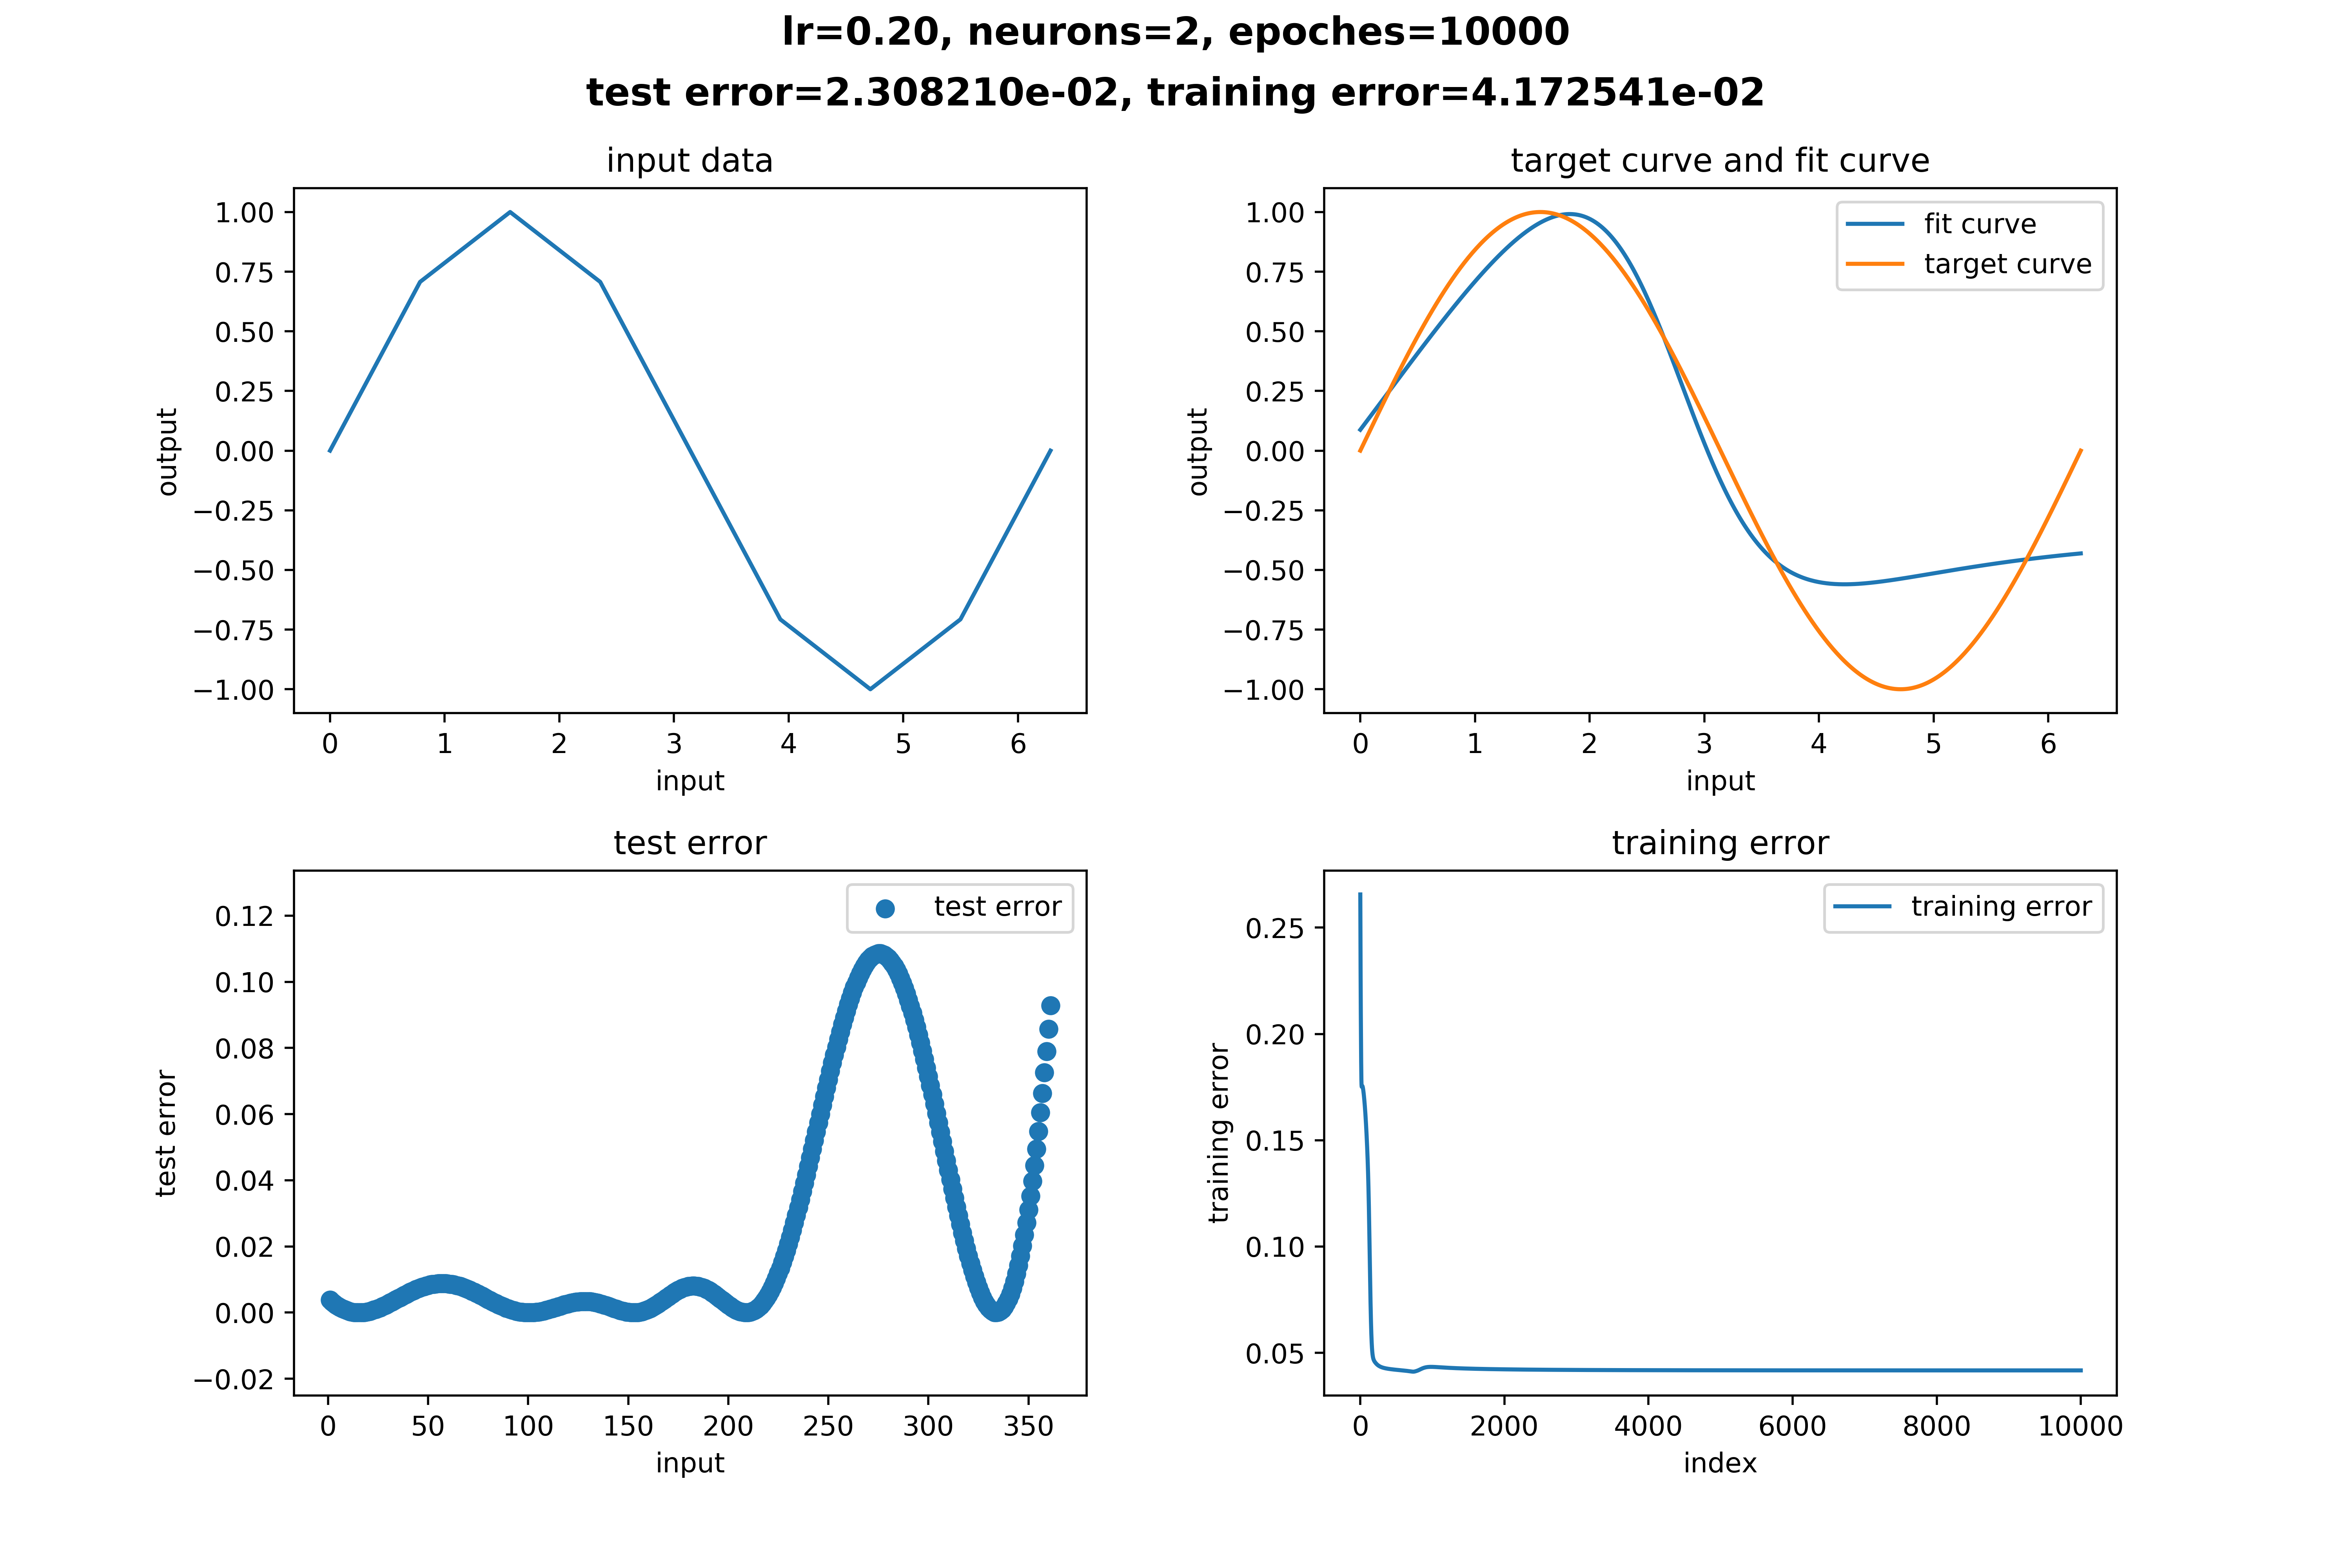 lr=0.20, neurons=2, epoches=10000
test error=2.308210e-02, training error=4.172541e-02
input data
1.00
0.75
0.50
0.25
0.00
−0.25
−0.50
−0.75
−1.00
output
0 1 2 3 4 5 6
input
target curve and fit curve
fit curve
target curve
1.00
0.75
0.50
0.25
0.00
−0.25
−0.50
−0.75
−1.00
output
0 1 2 3 4 5 6
input
test error
test error
0.12
0.10
0.08
0.06
0.04
0.02
0.00
−0.02
test error
0 50 100 150 200 250 300 350
input
training error
training error
0.25
0.20
0.15
0.10
0.05
training error
0 2000 4000 6000 8000 10000
index